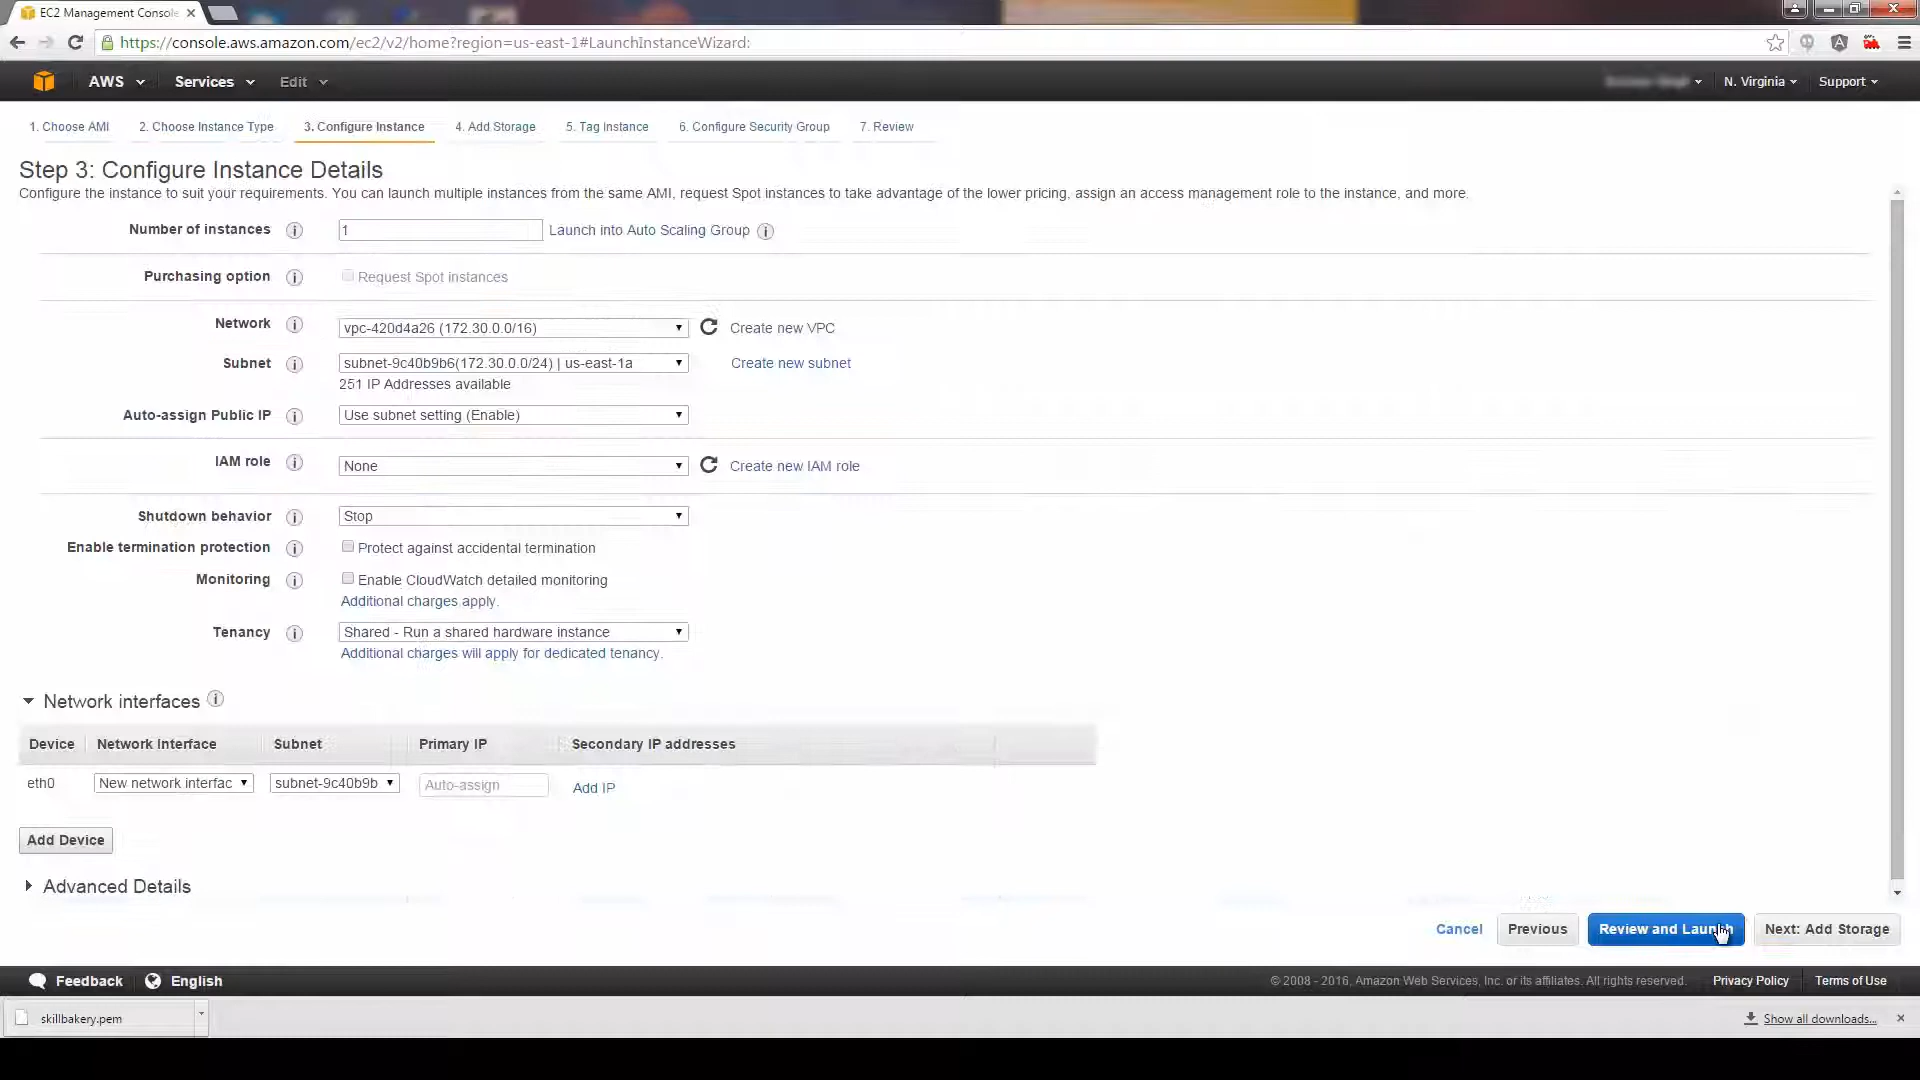 EC2 Management Console
https://console.aws.amazon.com/ec2/v2/home?region=us-east-1#LaunchInstanceWizard:
AWS Services Edit N. Virginia Support
1. Choose AMI 2. Choose Instance Type 3. Configure Instance 4. Add Storage 5. Tag Instance 6. Configure Security Group 7. Review
Step 3: Configure Instance Details
Configure the instance to suit your requirements. You can launch multiple instances from the same AMI, request Spot instances to take advantage of the lower pricing, assign an access management role to the instance, and more.
Number of instances 1 Launch into Auto Scaling Group
Purchasing option Request Spot instances
Network vpc-420d4a26 (172.30.0.0/16) Create new VPC
Subnet subnet-9c40b9b6(172.30.0.0/24) | us-east-1a Create new subnet
251 IP Addresses available
Auto-assign Public IP Use subnet setting (Enable)
IAM role None Create new IAM role
Shutdown behavior Stop
Enable termination protection Protect against accidental termination
Monitoring Enable CloudWatch detailed monitoring
Additional charges apply.
Tenancy Shared - Run a shared hardware instance
Additional charges will apply for dedicated tenancy.
Network interfaces
Device Network Interface Subnet Primary IP Secondary IP addresses
eth0 New network interfac subnet-9c40b9b Auto-assign Add IP
Add Device
Advanced Details
Cancel Previous Review and Launch Next: Add Storage
Feedback English © 2008 - 2016, Amazon Web Services, Inc. or its affiliates. All rights reserved. Privacy Policy Terms of Use
skillbakery.pem Show all downloads...